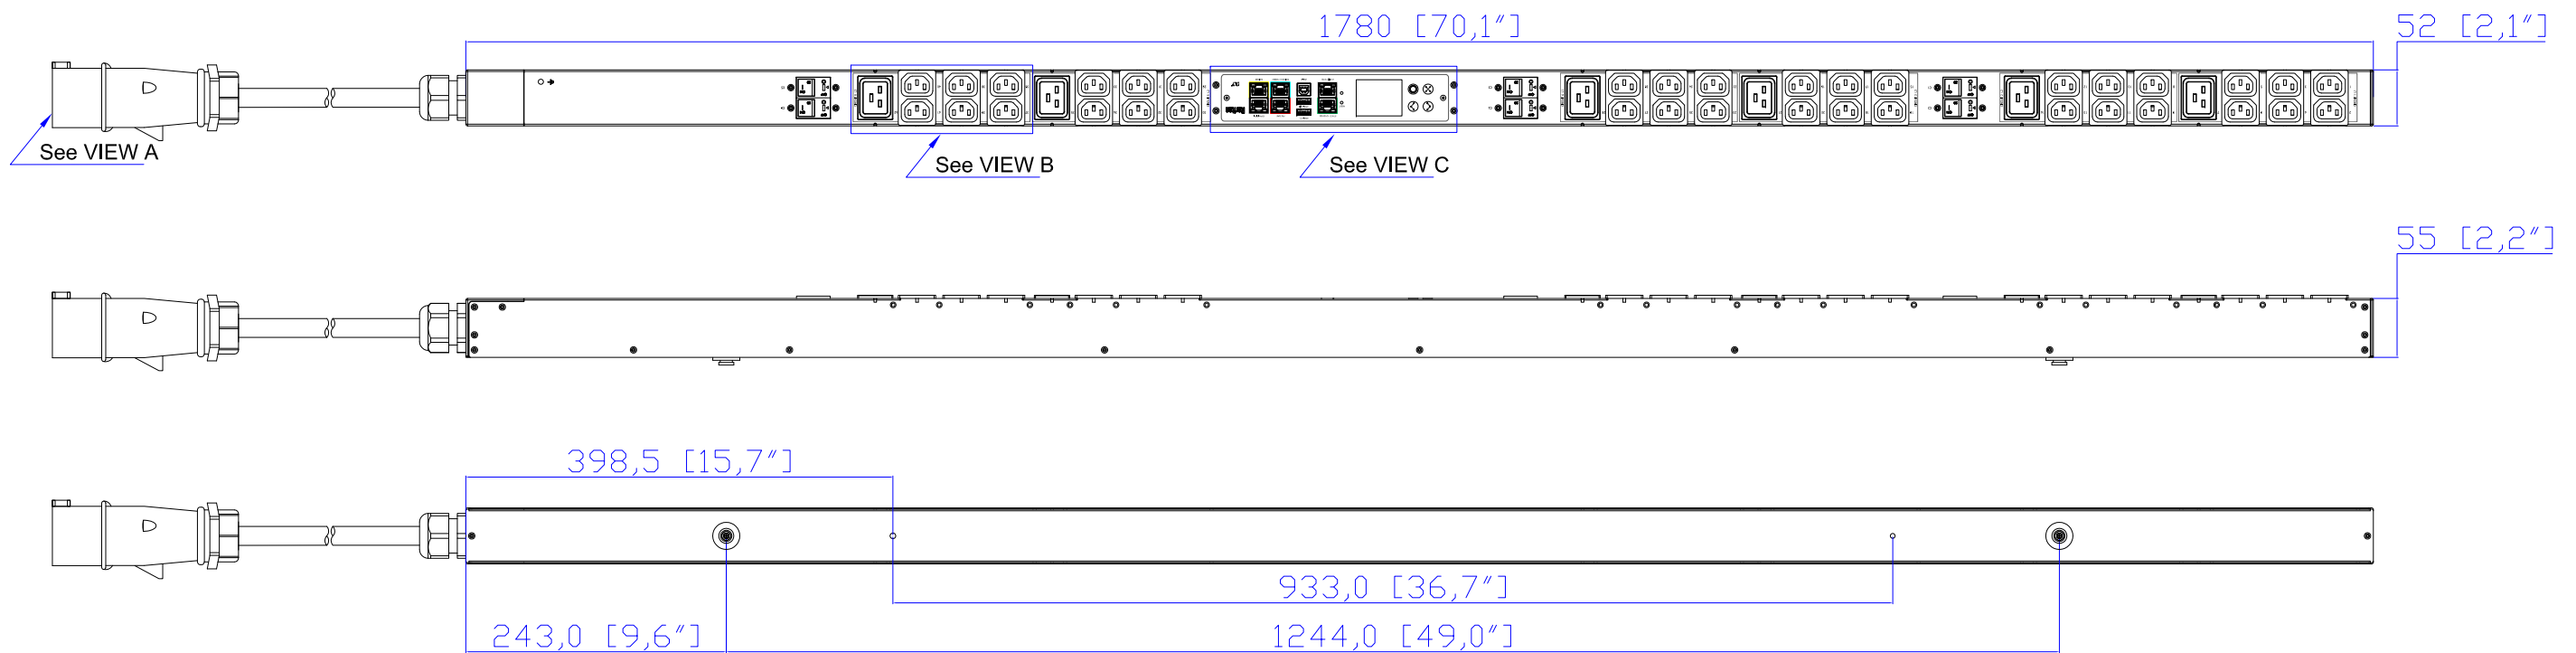 1780 [70,1"]
52 [2,1"]
See VIEW A
See VIEW B
See VIEW C
55 [2,2"]
398,5 [15,7"]
933,0 [36,7"]
243,0 [9,6"]
1244,0 [49,0"]